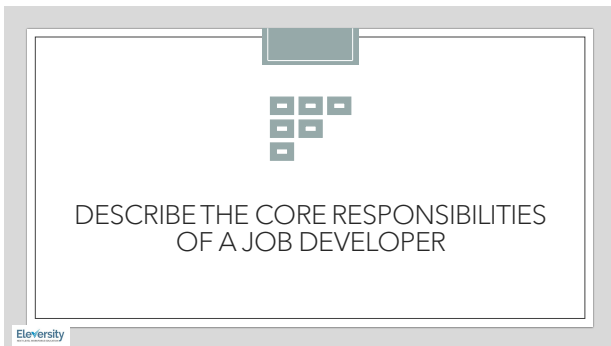 DESCRIBE THE CORE RESPONSIBILITIES
OF A JOB DEVELOPER
Eleversity